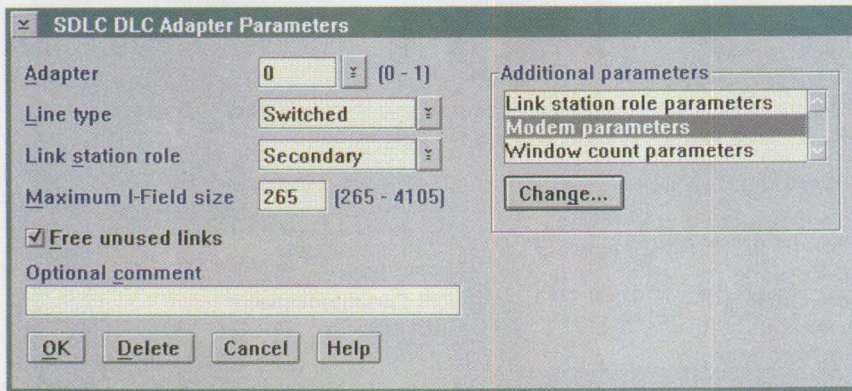 SDLC DLC Adapter Parameters
Adapter 0 (0 - 1)
Line type Switched
Link station role Secondary
Maximum I-Field size 265 (265 - 4105)
Free unused links
Optional comment
OK Delete Cancel Help
Additional parameters
Link station role parameters
Modem parameters
Window count parameters
Change...